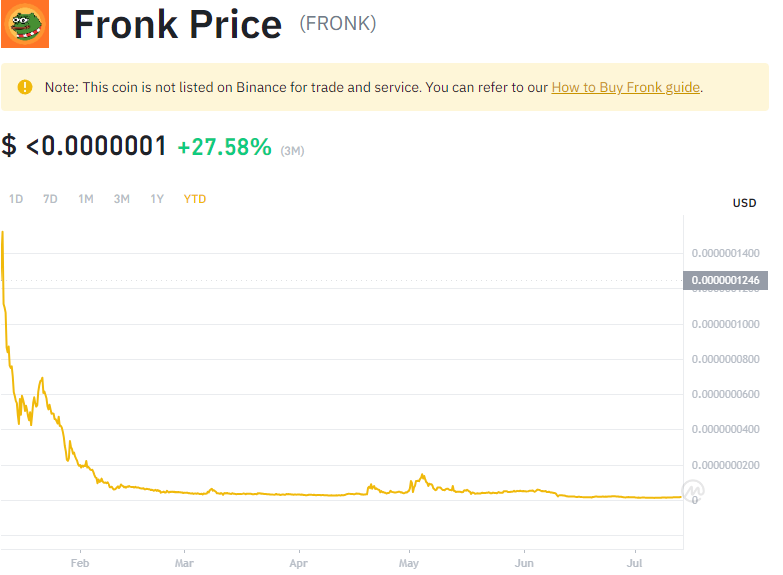 Fronk Price (FRONK)
Note: This coin is not listed on Binance for trade and service. You can refer to our How to Buy Fronk guide.
$ <0.0000001 +27.58% (3M)
1D 7D 1M 3M 1Y YTD
USD
0.0000001400
0.0000001246
0.0000001000
0.0000000800
0.0000000600
0.0000000400
0.0000000200
0
Feb Mar Apr May Jun Jul